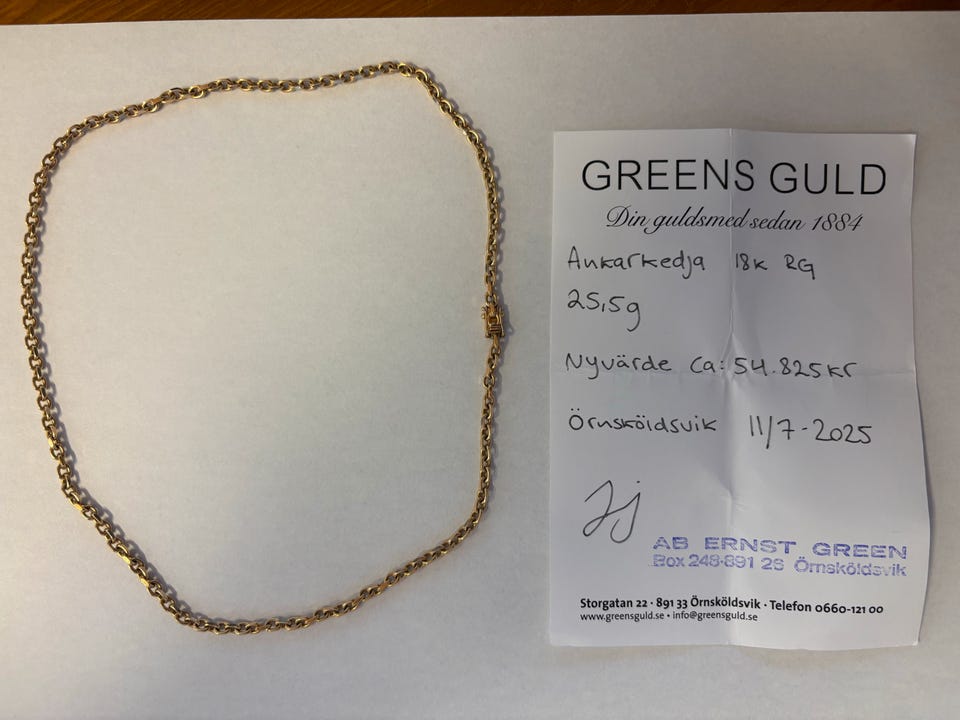 GREENS GULD
Din guldsmed sedan 1884
Ankarkedja 18k RG
25,5g
Nyvärde ca: 54.825kr
Örnsköldsvik 11/7-2025
AB ERNST GREEN
Box 248·891 26 Örnsköldsvik
Storgatan 22 · 891 33 Örnsköldsvik · Telefon 0660-121 00
www.greensguld.se • info@greensguld.se